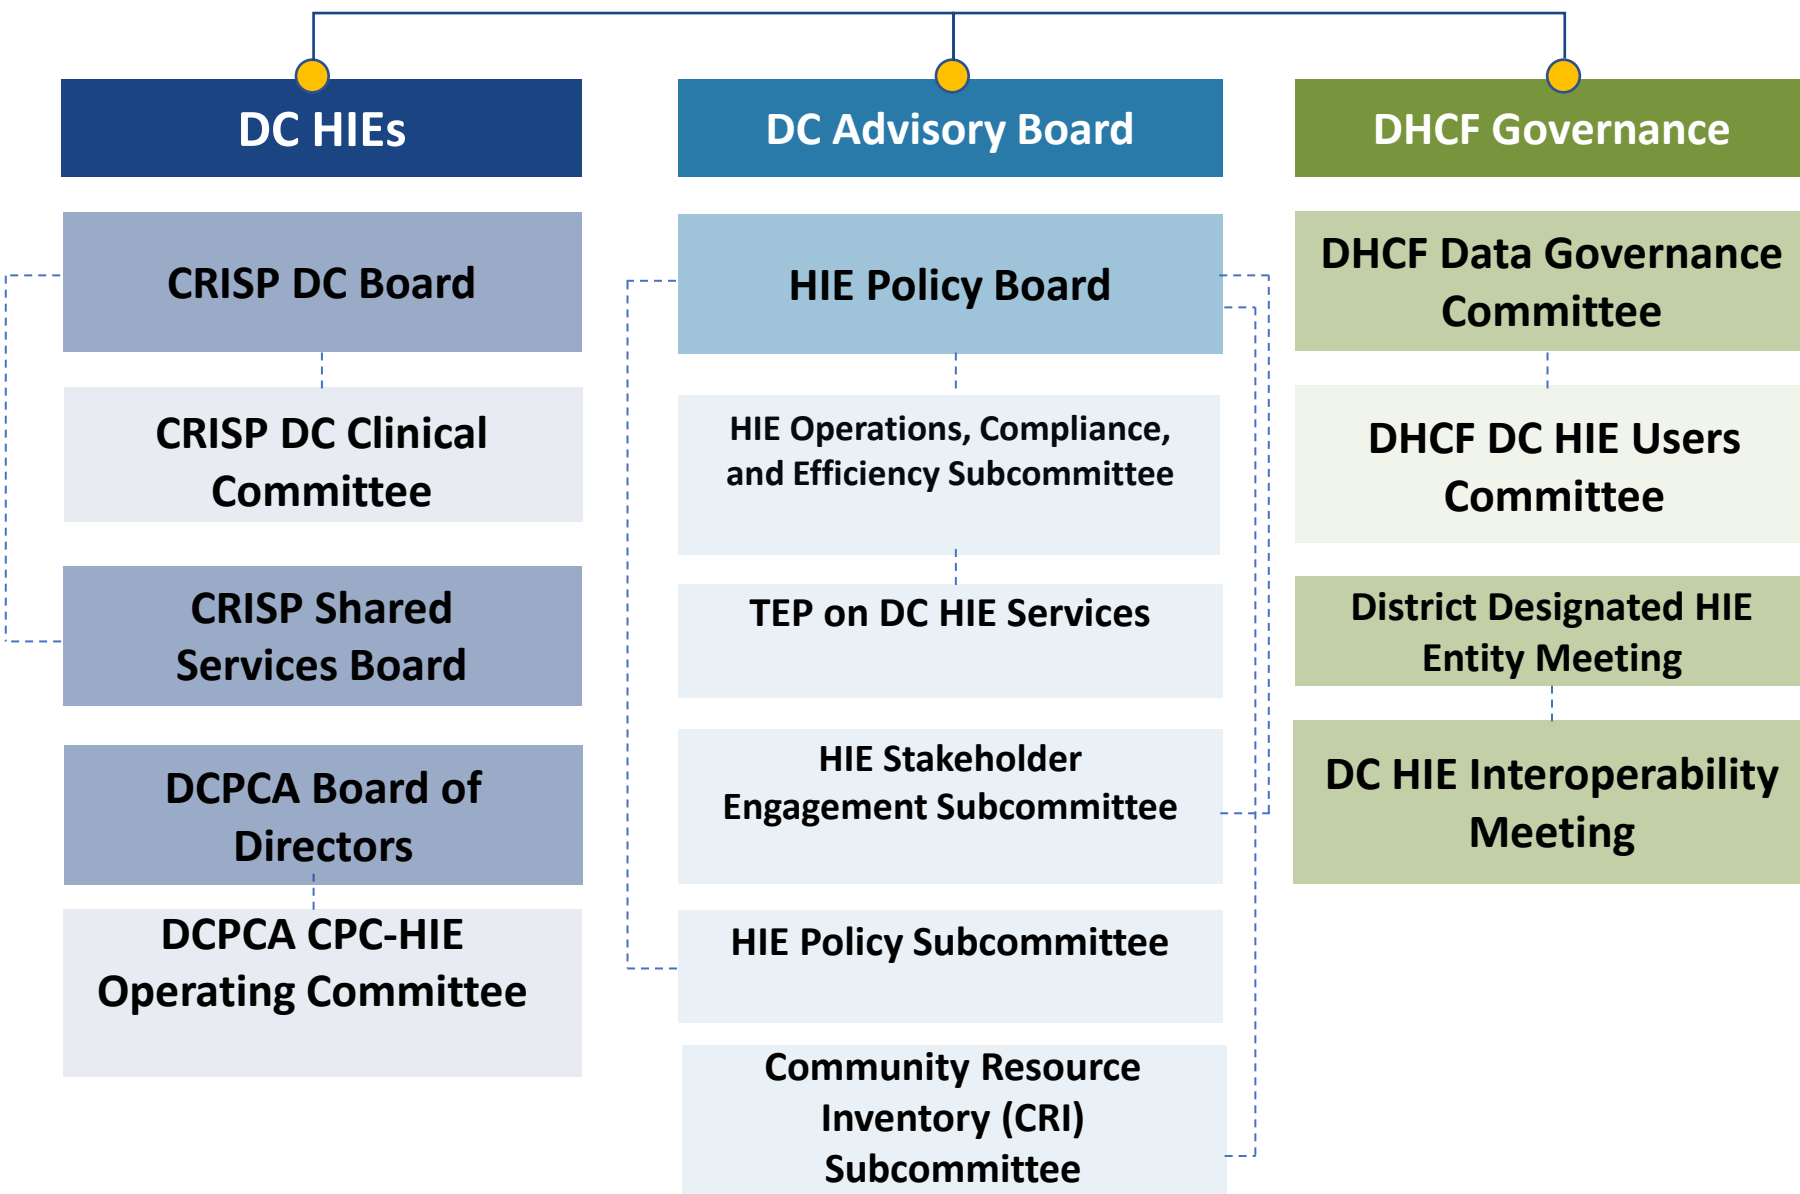 DC HIEs
CRISP DC Board
CRISP DC Clinical
Committee
CRISP Shared
Services Board
DCPCA Board of
Directors
DCPCA CPC-HIE
Operating Committee
DC Advisory Board
HIE Policy Board
HIE Operations, Compliance,
and Efficiency Subcommittee
TEP on DC HIE Services
HIE Stakeholder
Engagement Subcommittee
HIE Policy Subcommittee
Community Resource
Inventory (CRI)
Subcommittee
DHCF Governance
DHCF Data Governance
Committee
DHCF DC HIE Users
Committee
District Designated HIE
Entity Meeting
DC HIE Interoperability
Meeting